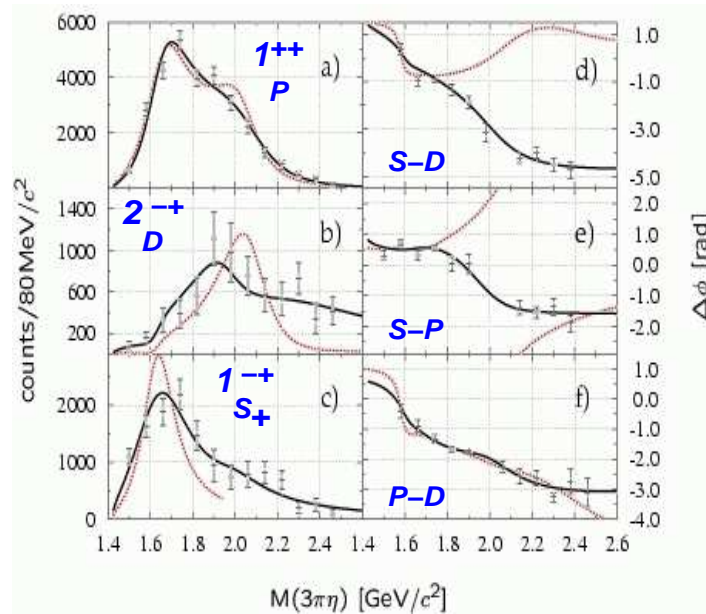 6000
4000
2000
1++
P
a)
1400
1000
600
200
2-+
D
b)
2000
1000
0
1-+
S+
c)
1.4 1.6 1.8 2.0 2.2 2.4
counts/80MeV/c²
d)
S–D
1.0
-1.0
-3.0
-5.0
e)
S–P
2.0
1.0
0.0
-1.0
-2.0
f)
P–D
1.0
0.0
-1.0
-2.0
-3.0
-4.0
1.4 1.6 1.8 2.0 2.2 2.4 2.6
Δϕ [rad]
M(3πη) [GeV/c²]